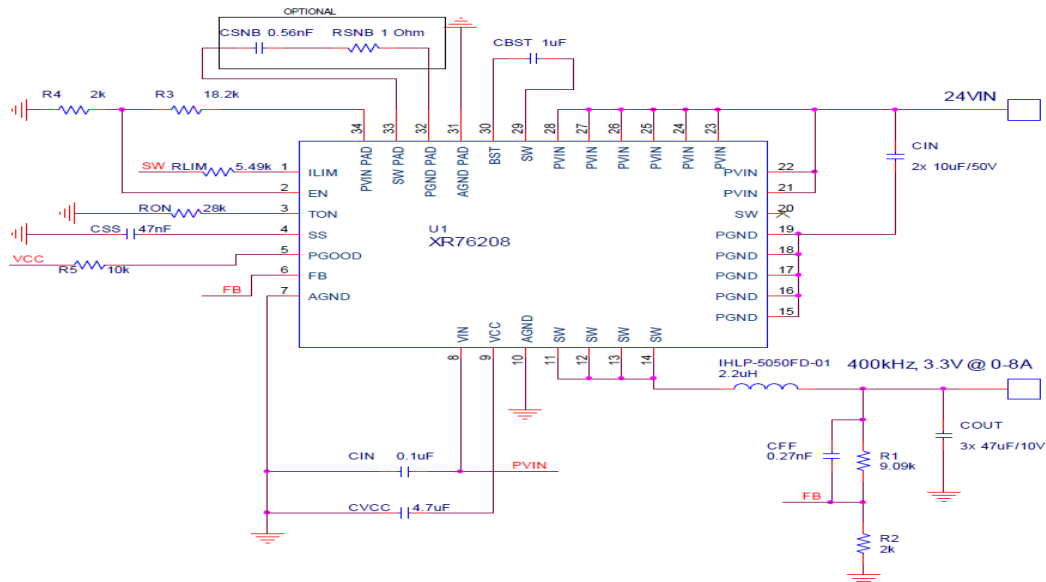 OPTIONAL
CSNB 0.56nF RSNB 1 Ohm
CBST 1uF
R4 2k R3 18.2k
24VIN
34 33 32 31 30 29 28 27 26 25 24 23
PVIN PAD SW PAD PGND PAD AGND PAD BST SW PVIN PVIN PVIN PVIN PVIN PVIN
CIN
2x 10uF/50V
SW RLIM 5.49k 1 ILIM
PVIN 22
2 EN
PVIN 21
RON 28k 3 TON
SW 20
CSS 47nF 4 SS
PGND 19
U1
XR76208
VCC R5 10k 5 PGOOD
PGND 18
FB 6 FB
PGND 17
7 AGND
PGND 16
PGND 15
VIN VCC AGND SW SW SW SW
8 9 10 11 12 13 14
IHLP-5050FD-01
2.2uH
400kHz, 3.3V @ 0-8A
COUT
3x 47uF/10V
CFF
0.27nF
R1
9.09k
CIN 0.1uF PVIN
FB
CVCC 4.7uF
R2
2k